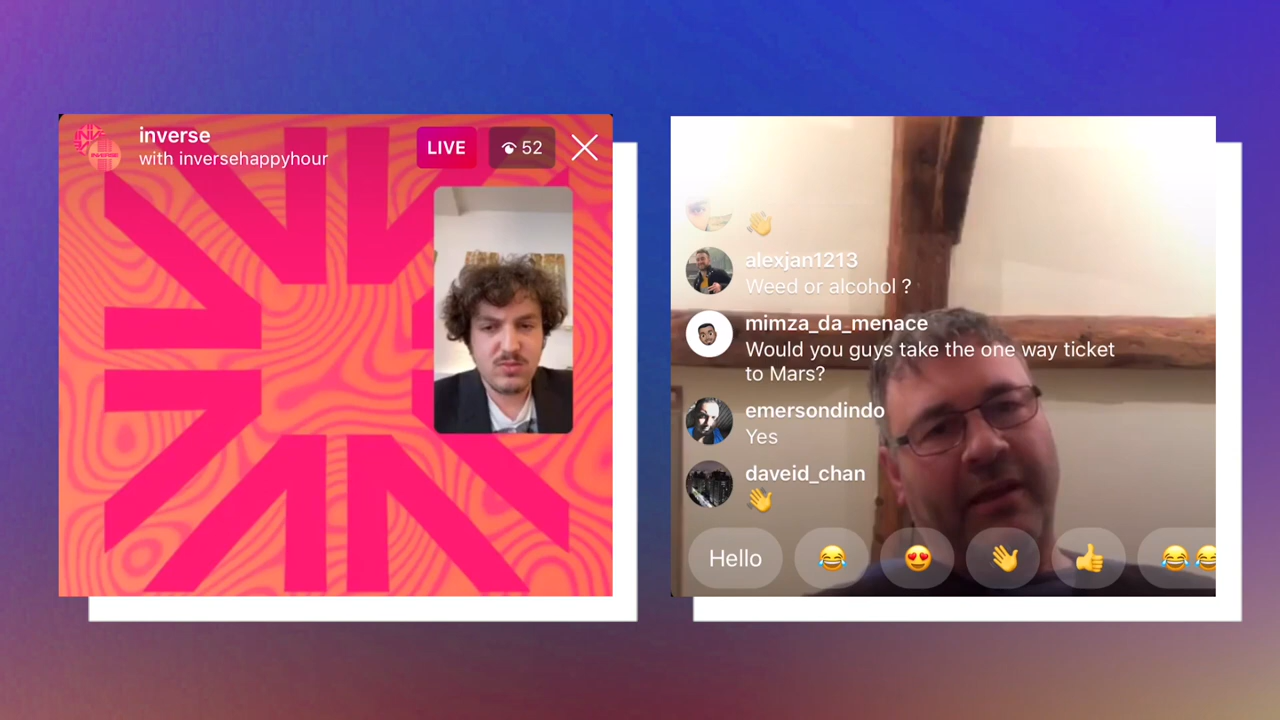 inverse
with inversehappyhour
LIVE
52
alexjan1213
Weed or alcohol ?
mimza_da_menace
Would you guys take the one way ticket
to Mars?
emersondindo
Yes
daveid_chan
Hello